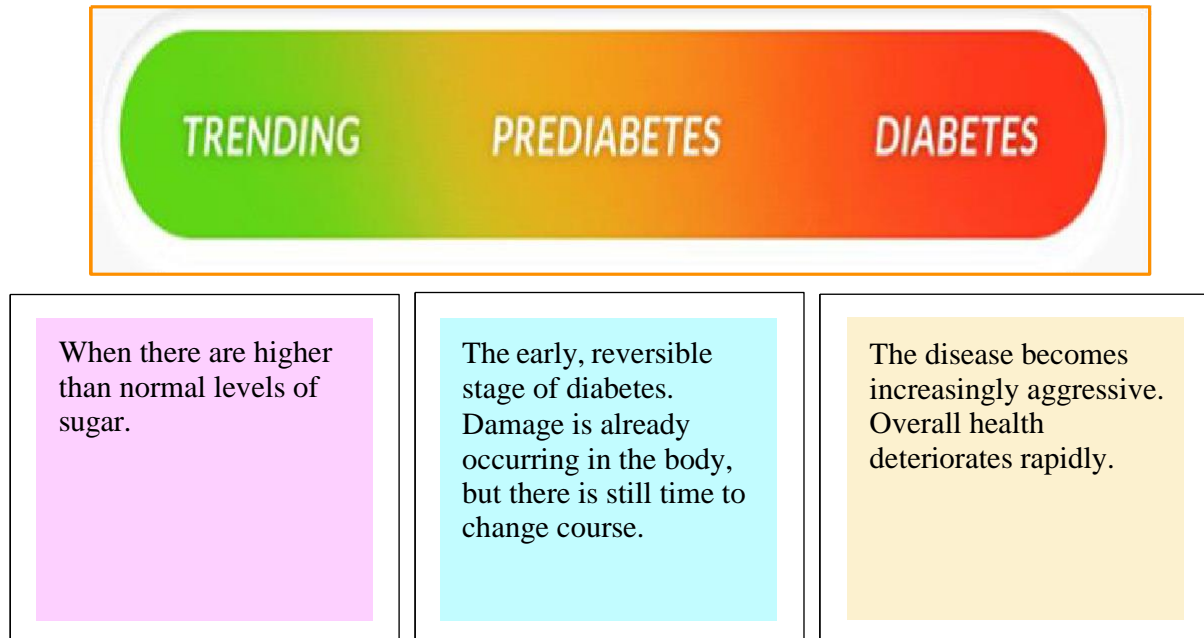 TRENDING PREDIABETES DIABETES
When there are higher
than normal levels of
sugar.
The early, reversible
stage of diabetes.
Damage is already
occurring in the body,
but there is still time to
change course.
The disease becomes
increasingly aggressive.
Overall health
deteriorates rapidly.